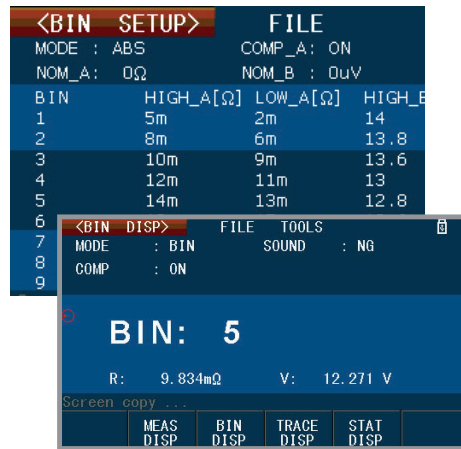 <BIN SETUP> FILE
MODE : ABS COMP_A: ON
NOM_A: 0Ω NOM_B : 0uV
BIN HIGH_A[Ω] LOW_A[Ω] HIGH_
1 5m 2m 14
2 8m 6m 13.8
3 10m 9m 13.6
4 12m 11m 13
5 14m 13m 12.8
6
7
8
9
<BIN DISP> FILE TOOLS
MODE : BIN SOUND : NG
COMP : ON
BIN: 5
R: 9.834mΩ V: 12.271 V
Screen copy ...
MEAS DISP BIN DISP TRACE DISP STAT DISP